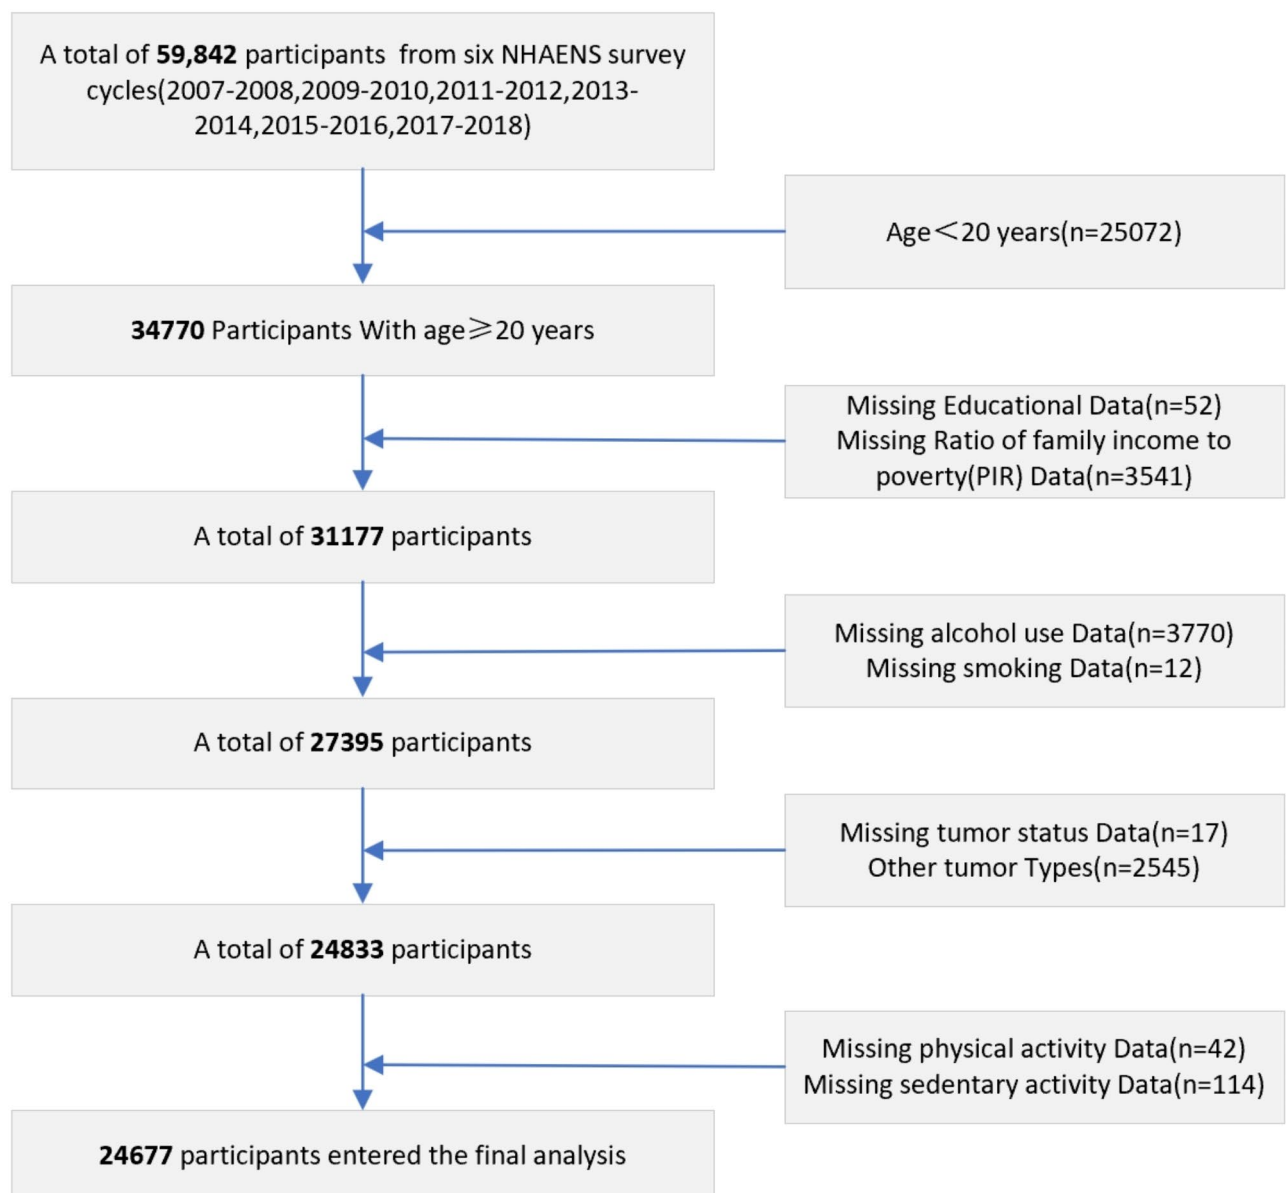 A total of 59,842 participants from six NHAENS survey
cycles(2007-2008,2009-2010,2011-2012,2013-
2014,2015-2016,2017-2018)
Age＜20 years(n=25072)
34770 Participants With age≥20 years
Missing Educational Data(n=52)
Missing Ratio of family income to
poverty(PIR) Data(n=3541)
A total of 31177 participants
Missing alcohol use Data(n=3770)
Missing smoking Data(n=12)
A total of 27395 participants
Missing tumor status Data(n=17)
Other tumor Types(n=2545)
A total of 24833 participants
Missing physical activity Data(n=42)
Missing sedentary activity Data(n=114)
24677 participants entered the final analysis